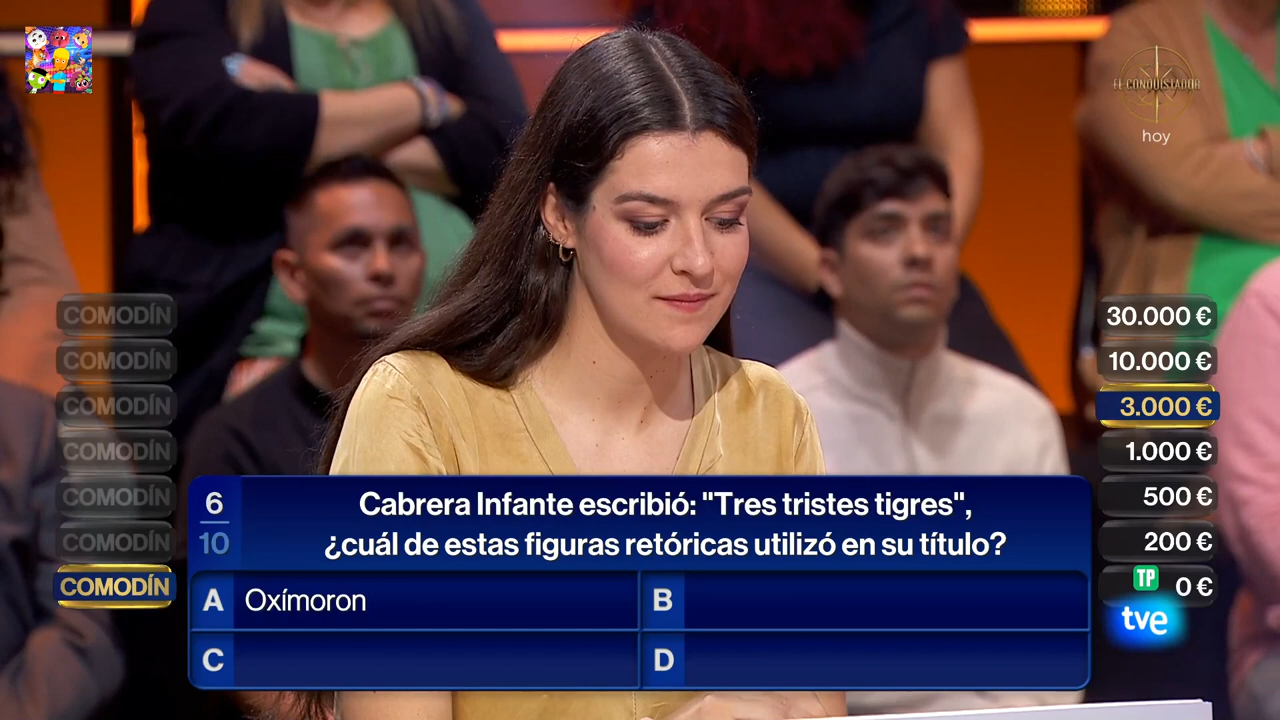 EL CONQUISTADOR
hoy
COMODÍN
COMODÍN
COMODÍN
COMODÍN
COMODÍN
COMODÍN
COMODÍN
30.000 €
10.000 €
3.000 €
1.000 €
500 €
200 €
0 €
TP
tve
6
10
Cabrera Infante escribió: "Tres tristes tigres",
¿cuál de estas figuras retóricas utilizó en su título?
A Oxímoron
B
C
D